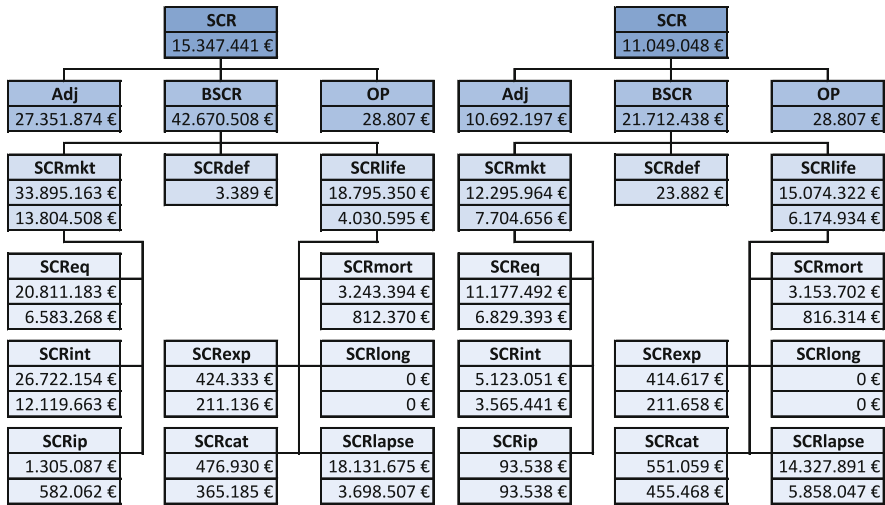 SCR
15.347.441 €
Adj
27.351.874 €
BSCR
42.670.508 €
OP
28.807 €
SCRmkt
33.895.163 €
13.804.508 €
SCRdef
3.389 €
SCRlife
18.795.350 €
4.030.595 €
SCReq
20.811.183 €
6.583.268 €
SCRmort
3.243.394 €
812.370 €
SCRint
26.722.154 €
12.119.663 €
SCRexp
424.333 €
211.136 €
SCRlong
0 €
0 €
SCRip
1.305.087 €
582.062 €
SCRcat
476.930 €
365.185 €
SCRlapse
18.131.675 €
3.698.507 €
SCR
11.049.048 €
Adj
10.692.197 €
BSCR
21.712.438 €
OP
28.807 €
SCRmkt
12.295.964 €
7.704.656 €
SCRdef
23.882 €
SCRlife
15.074.322 €
6.174.934 €
SCReq
11.177.492 €
6.829.393 €
SCRmort
3.153.702 €
816.314 €
SCRint
5.123.051 €
3.565.441 €
SCRexp
414.617 €
211.658 €
SCRlong
0 €
0 €
SCRip
93.538 €
93.538 €
SCRcat
551.059 €
455.468 €
SCRlapse
14.327.891 €
5.858.047 €